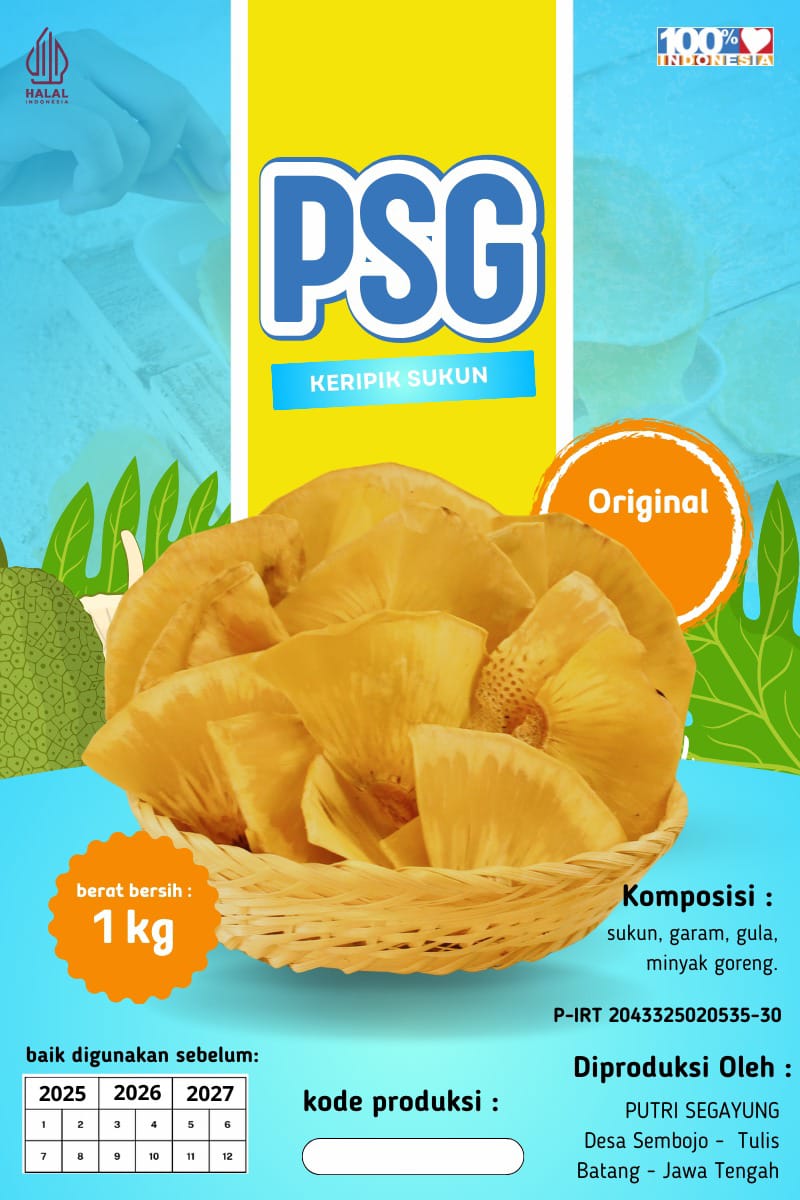 HALAL
INDONESIA
100%
INDONESIA
PSG
KERIPIK SUKUN
Original
berat bersih :
1 kg
Komposisi :
sukun, garam, gula,
minyak goreng.
P-IRT 2043325020535-30
baik digunakan sebelum:
2025 2026 2027
1 2 3 4 5 6
7 8 9 10 11 12
kode produksi :
Diproduksi Oleh :
PUTRI SEGAYUNG
Desa Sembojo - Tulis
Batang - Jawa Tengah